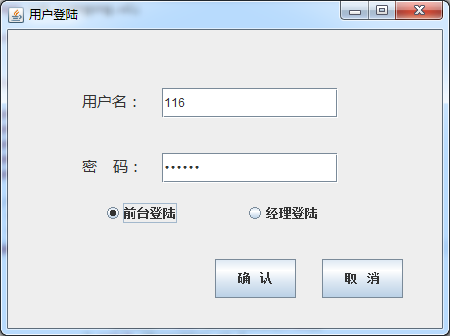 用户登陆
用户名： 116
密 码： ••••••
前台登陆 经理登陆
确 认 取 消